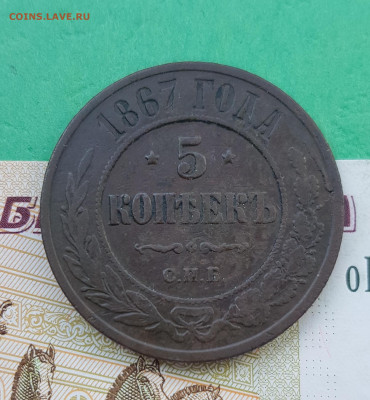 COINS.LAVE.RU
1867 ГОДА
5
КОПѢЕКЪ
С.П.Б.